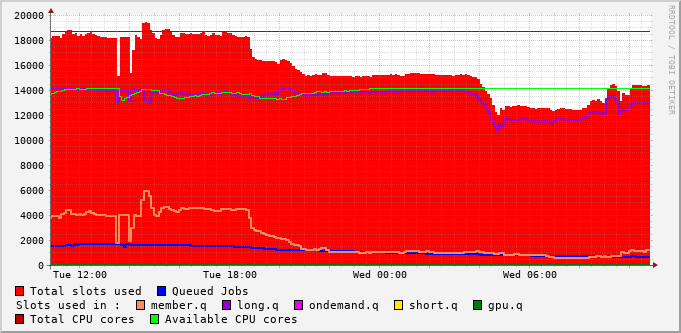 20000
18000
16000
14000
12000
10000
8000
6000
4000
2000
0
Tue 12:00 Tue 18:00 Wed 00:00 Wed 06:00
RRDTOOL / TOBI OETIKER
Total slots used Queued Jobs
Slots used in : member.q long.q ondemand.q short.q gpu.q
Total CPU cores Available CPU cores